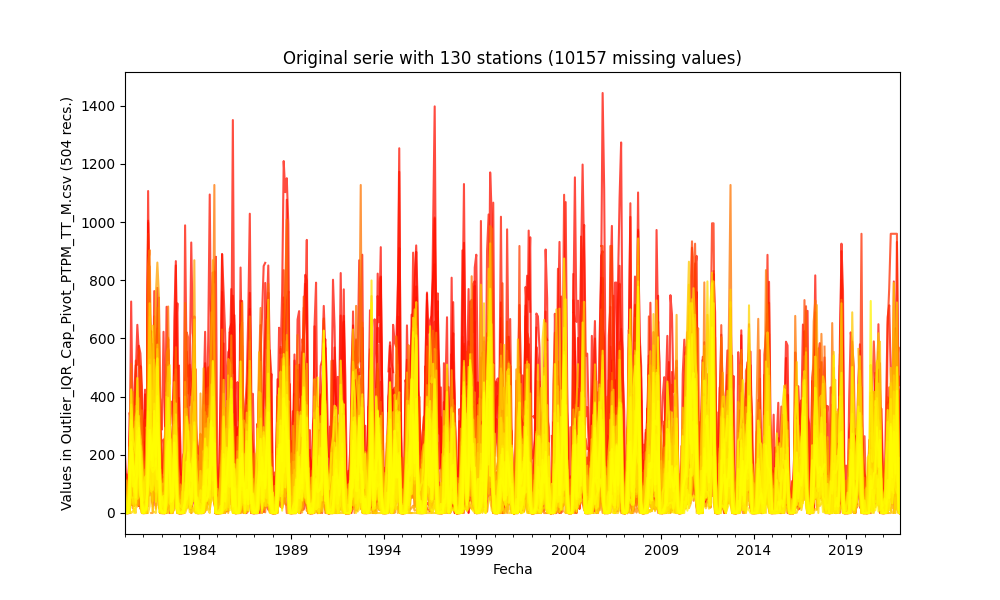 Original serie with 130 stations (10157 missing values)
Values in Outlier_IQR_Cap_Pivot_PTPM_TT_M.csv (504 recs.)
1400
1200
1000
800
600
400
200
0
1984 1989 1994 1999 2004 2009 2014 2019
Fecha